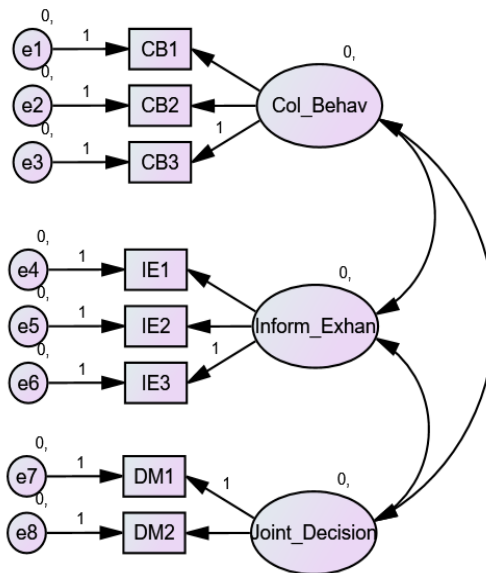 0,
e1
1
CB1
0,
e2
1
CB2
0,
e3
1
CB3
1
0,
Col_Behav
0,
e4
1
IE1
0,
e5
1
IE2
0,
e6
1
IE3
1
0,
Inform_Exhan
0,
e7
1
DM1
0,
e8
1
DM2
1
0,
Joint_Decision